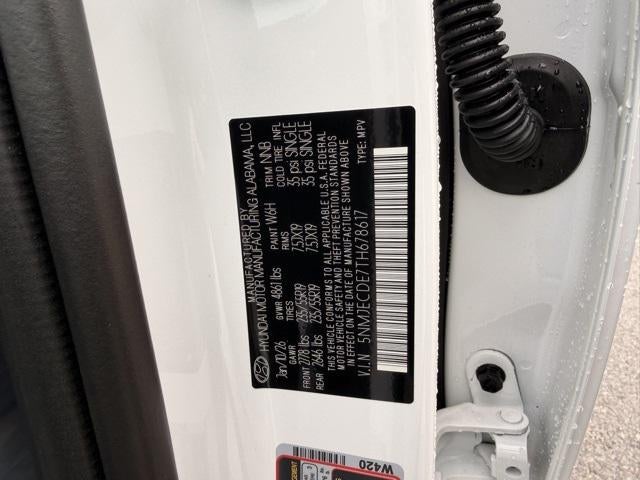 MANUFACTURED BY
HYUNDAI MOTOR MANUFACTURING ALABAMA, LLC
Jan/10/26 PAINT W6H TRIM NNB
GVWR 4861 lbs
GAWR TIRES RIMS COLD TIRE INFL
FRONT 2778 lbs 235/55R19 7.5JX19 35 psi SINGLE
REAR 2646 lbs 235/55R19 7.5JX19 35 psi SINGLE
THIS VEHICLE CONFORMS TO ALL APPLICABLE U.S.A. FEDERAL
MOTOR VEHICLE SAFETY, BUMPER, AND THEFT PREVENTION STANDARDS
IN EFFECT ON THE DATE OF MANUFACTURE SHOWN ABOVE
V.I.N 5NMJECDE7TH678617 TYPE: MPV
W420